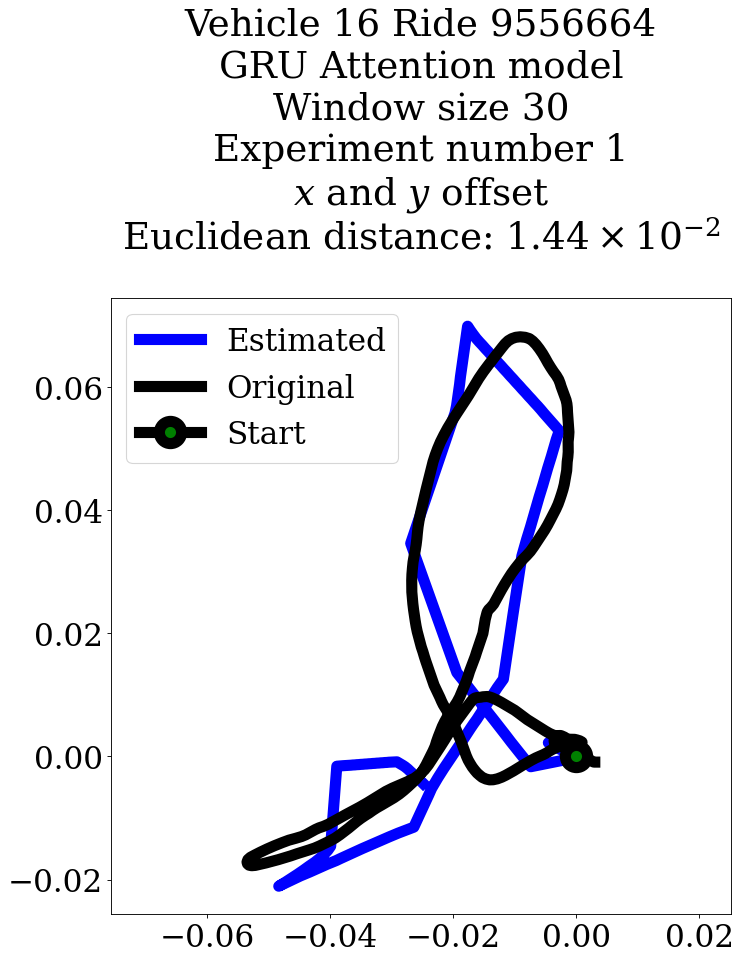 Vehicle 16 Ride 9556664
GRU Attention model
Window size 30
Experiment number 1
x and y offset
Euclidean distance: 1.44 × 10⁻²
Estimated
Original
Start
0.06
0.04
0.02
0.00
−0.02
−0.06 −0.04 −0.02 0.00 0.02